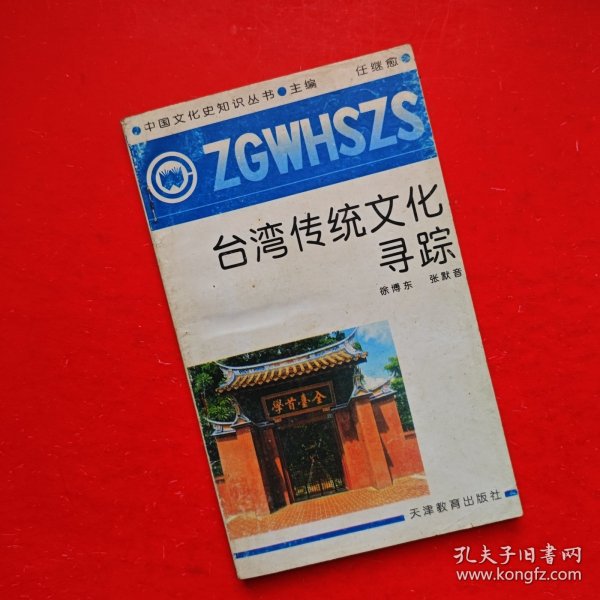 中国文化史知识丛书●主编 任继愈
ZGWHSZS
台湾传统文化
寻踪
徐博东 张默音
學首臺全
天津教育出版社
孔夫子旧书网
www.kongfz.com